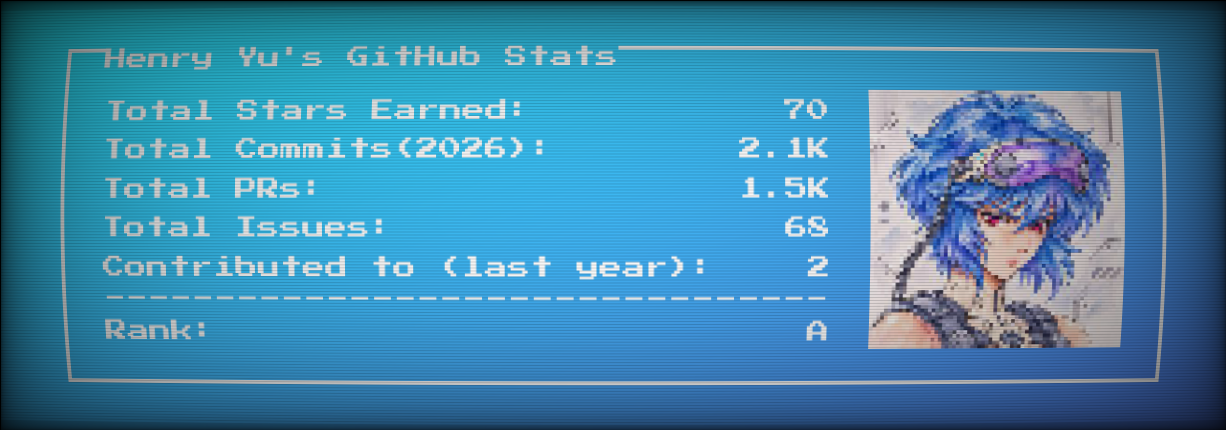 Henry Yu's GitHub Stats
Total Stars Earned: 70
Total Commits(2026): 2.1K
Total PRs: 1.5K
Total Issues: 68
Contributed to (last year): 2
----------------------------------------
Rank: A